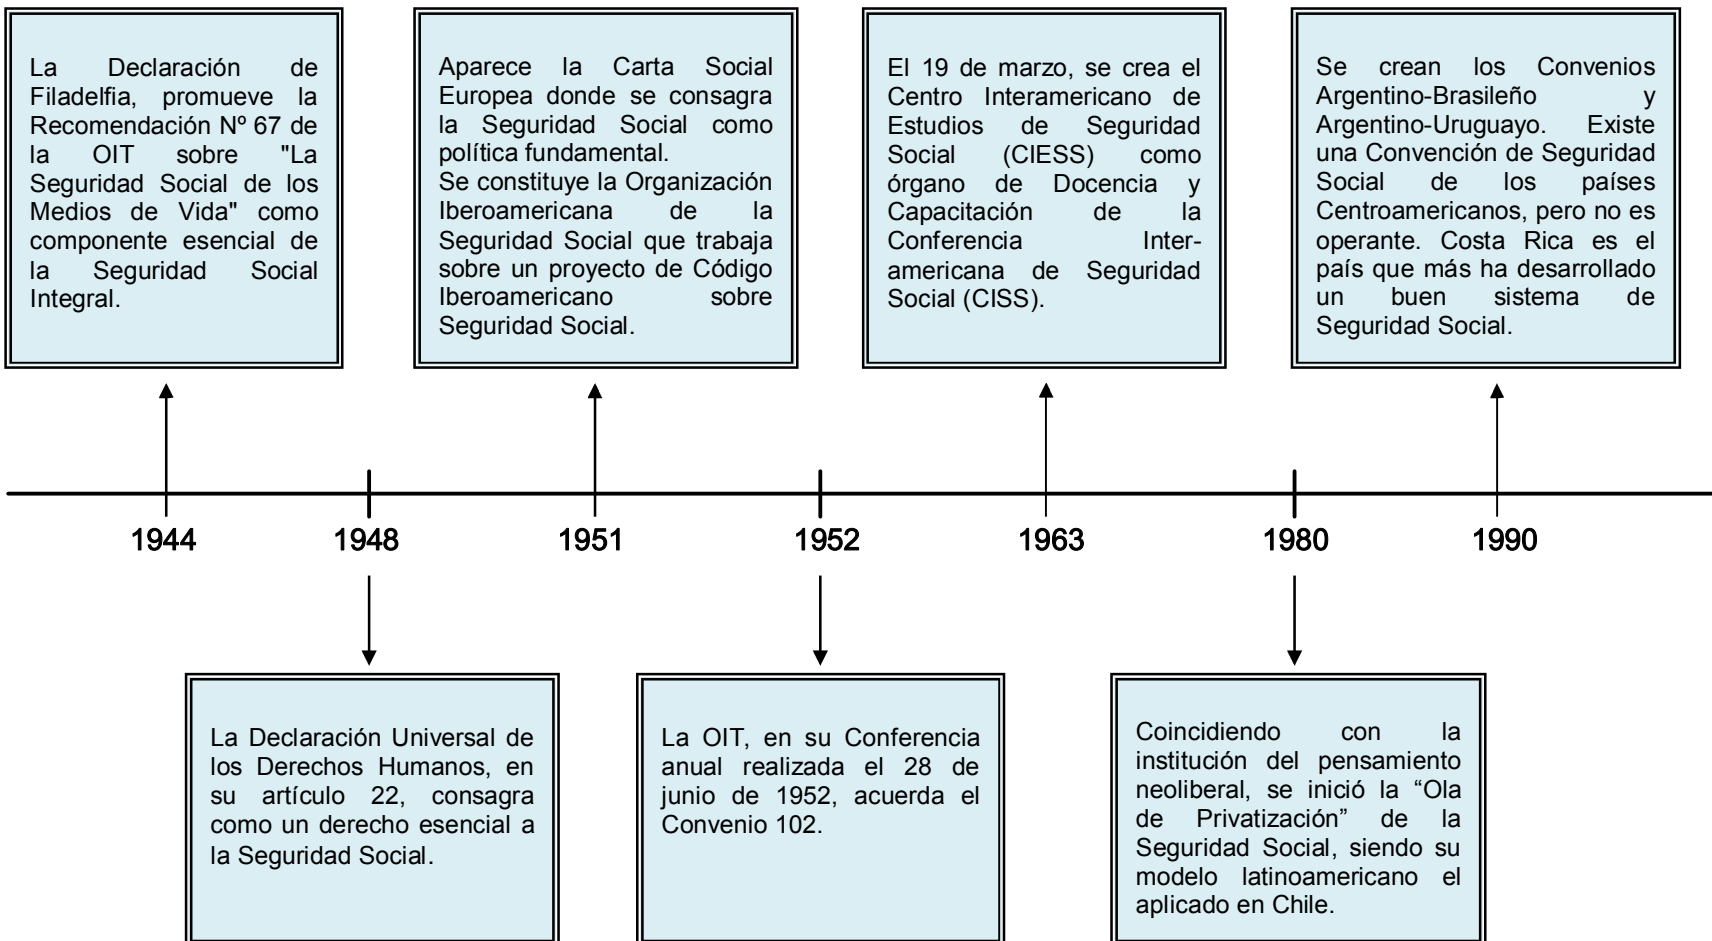 La Declaración de
Filadelfia, promueve la
Recomendación Nº 67 de
la OIT sobre "La
Seguridad Social de los
Medios de Vida" como
componente esencial de
la Seguridad Social
Integral.
Aparece la Carta Social
Europea donde se consagra
la Seguridad Social como
política fundamental.
Se constituye la Organización
Iberoamericana de la
Seguridad Social que trabaja
sobre un proyecto de Código
Iberoamericano sobre
Seguridad Social.
El 19 de marzo, se crea el
Centro Interamericano de
Estudios de Seguridad
Social (CIESS) como
órgano de Docencia y
Capacitación de la
Conferencia Inter-
americana de Seguridad
Social (CISS).
Se crean los Convenios
Argentino-Brasileño y
Argentino-Uruguayo. Existe
una Convención de Seguridad
Social de los países
Centroamericanos, pero no es
operante. Costa Rica es el
país que más ha desarrollado
un buen sistema de
Seguridad Social.
1944 1948 1951 1952 1963 1980 1990
La Declaración Universal de
los Derechos Humanos, en
su artículo 22, consagra
como un derecho esencial a
la Seguridad Social.
La OIT, en su Conferencia
anual realizada el 28 de
junio de 1952, acuerda el
Convenio 102.
Coincidiendo con la
institución del pensamiento
neoliberal, se inició la “Ola
de Privatización” de la
Seguridad Social, siendo su
modelo latinoamericano el
aplicado en Chile.